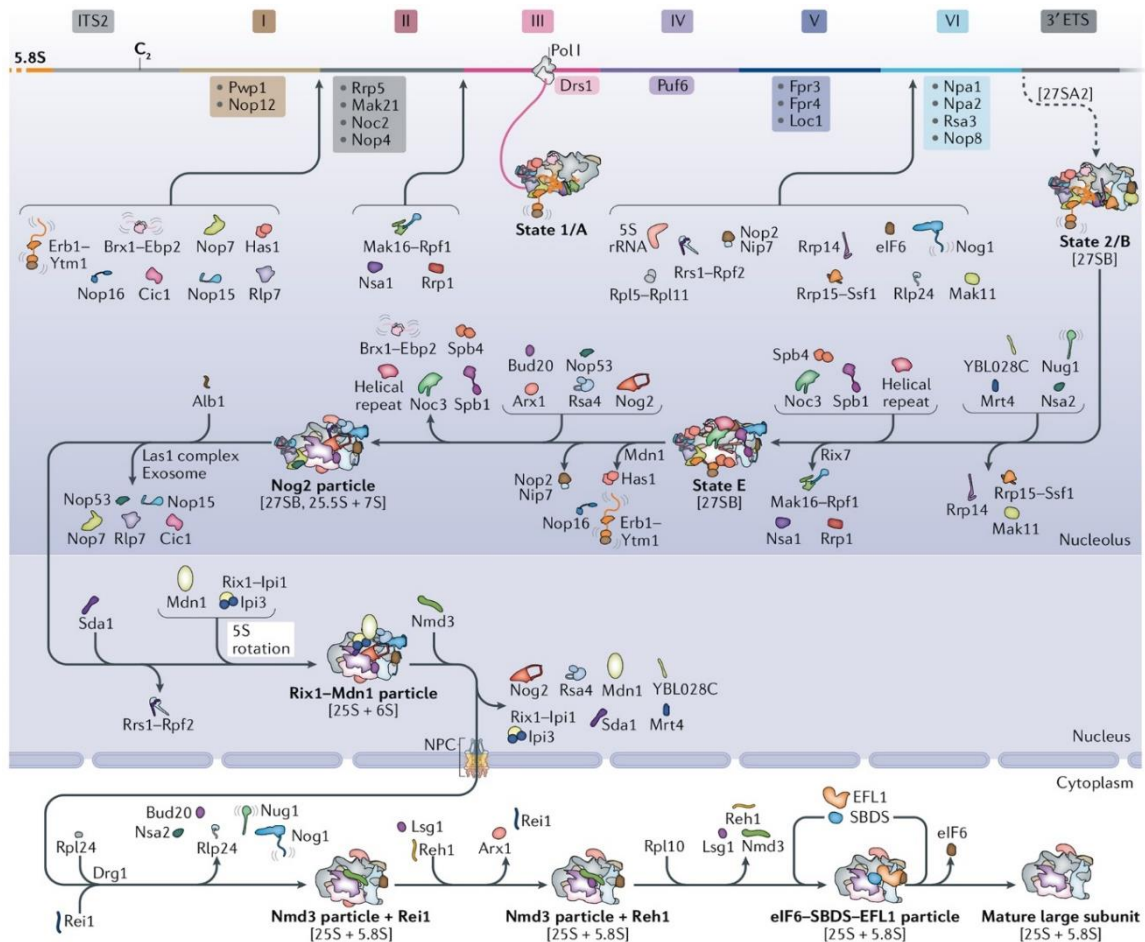 ITS2
I
II
III
IV
V
VI
3′ ETS
5.8S
C2
Pol I
• Pwp1
• Nop12
• Rrp5
• Mak21
• Noc2
• Nop4
Drs1
Puf6
• Fpr3
• Fpr4
• Loc1
• Npa1
• Npa2
• Rsa3
• Nop8
[27SA2]
Erb1–
Ytm1
Brx1–Ebp2
Nop7
Has1
Nop16
Cic1
Nop15
Rlp7
Mak16–Rpf1
Nsa1
Rrp1
State 1/A
5S
rRNA
Rrs1–Rpf2
Nop2
Nip7
Rpl5–Rpl11
Rrp14
eIF6
Nog1
Rrp15–Ssf1
Rlp24
Mak11
State 2/B
[27SB]
Alb1
Brx1–Ebp2
Spb4
Helical
repeat
Noc3
Spb1
Bud20
Nop53
Arx1
Rsa4
Nog2
Spb4
Noc3
Spb1
Helical
repeat
YBL028C
Nug1
Mrt4
Nsa2
Las1 complex
Exosome
Nop53
Nop15
Nop7
Rlp7
Cic1
Nog2 particle
[27SB, 25.5S + 7S]
Nop2
Nip7
Mdn1
Has1
Nop16
Erb1–
Ytm1
State E
[27SB]
Rix7
Mak16–Rpf1
Nsa1
Rrp1
Rrp14
Rrp15–Ssf1
Mak11
Nucleolus
Sda1
Mdn1
Rix1–Ipi1
Ipi3
5S
rotation
Rrs1–Rpf2
Rix1–Mdn1 particle
[25S + 6S]
Nmd3
Nog2
Rsa4
Mdn1
YBL028C
Rix1–Ipi1
Ipi3
Sda1
Mrt4
NPC
Nucleus
Cytoplasm
Rpl24
Rei1
Drg1
Bud20
Nsa2
Rlp24
Nug1
Nog1
Nmd3 particle + Rei1
[25S + 5.8S]
Lsg1
Reh1
Arx1
Rei1
Nmd3 particle + Reh1
[25S + 5.8S]
Rpl10
Reh1
Lsg1
Nmd3
EFL1
SBDS
eIF6–SBDS–EFL1 particle
[25S + 5.8S]
eIF6
Mature large subunit
[25S + 5.8S]